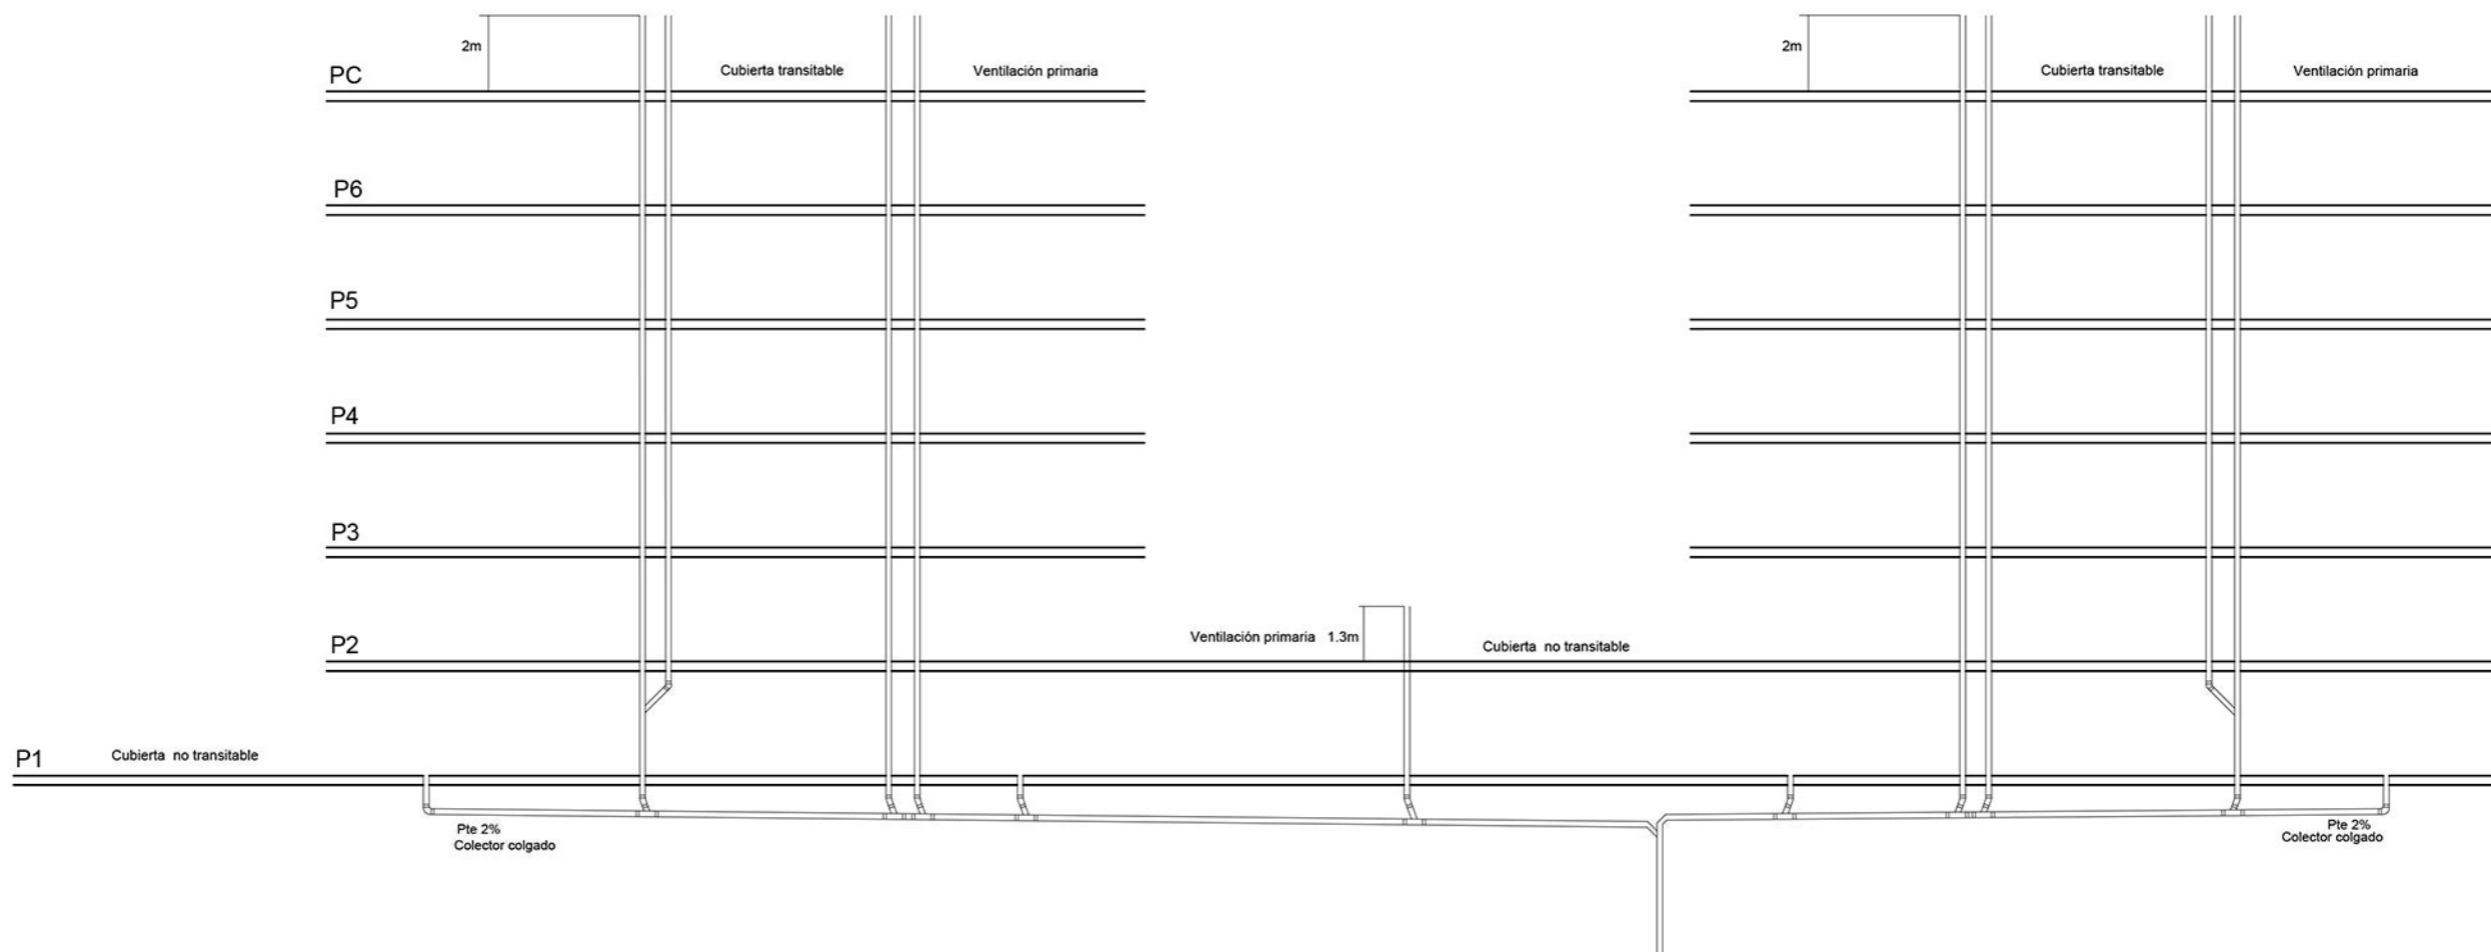 2m
2m
PC
Cubierta transitable
Ventilación primaria
Cubierta transitable
Ventilación primaria
P6
P5
P4
P3
P2
Ventilación primaria 1.3m
Cubierta no transitable
P1
Cubierta no transitable
Pte 2%
Colector colgado
Pte 2%
Colector colgado